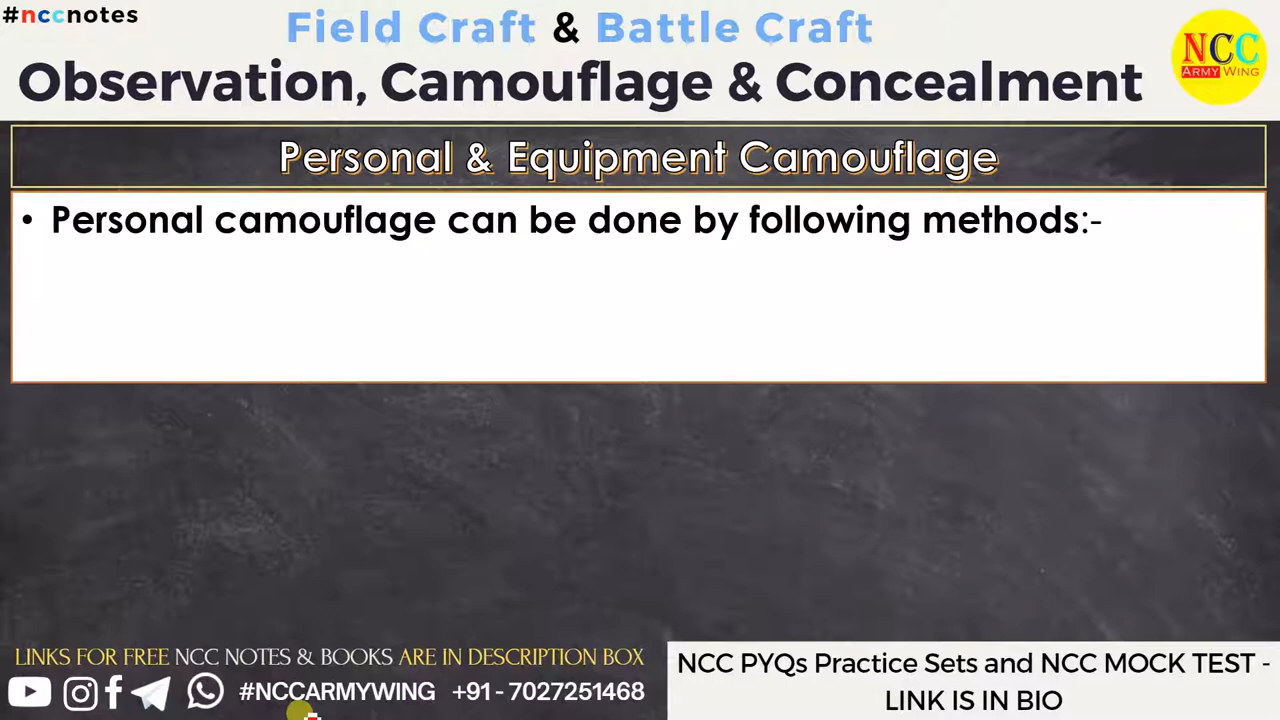 #nccnotes
Field Craft & Battle Craft
Observation, Camouflage & Concealment
NCC
ARMY WING
Personal & Equipment Camouflage
• Personal camouflage can be done by following methods:-
LINKS FOR FREE NCC NOTES & BOOKS ARE IN DESCRIPTION BOX
#NCCARMYWING +91 - 7027251468
NCC PYQs Practice Sets and NCC MOCK TEST -
LINK IS IN BIO